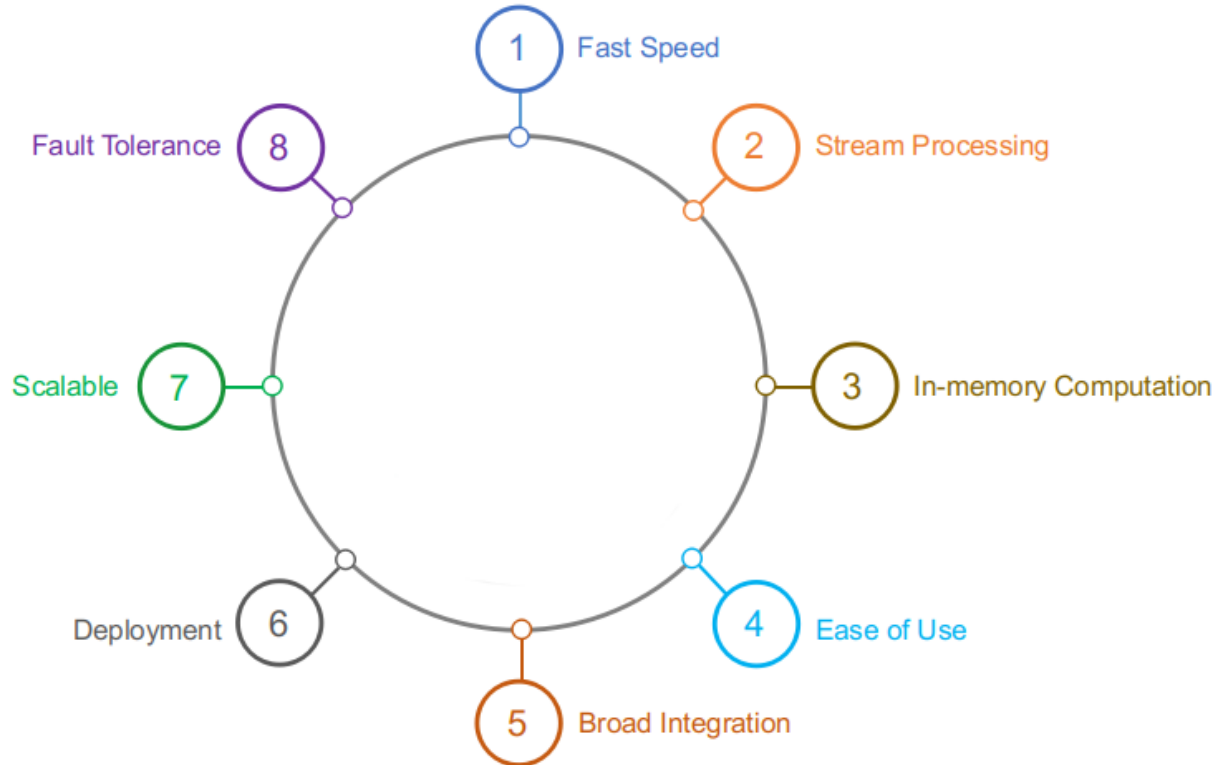 1 Fast Speed
2 Stream Processing
3 In-memory Computation
4 Ease of Use
5 Broad Integration
6 Deployment
7 Scalable
8 Fault Tolerance